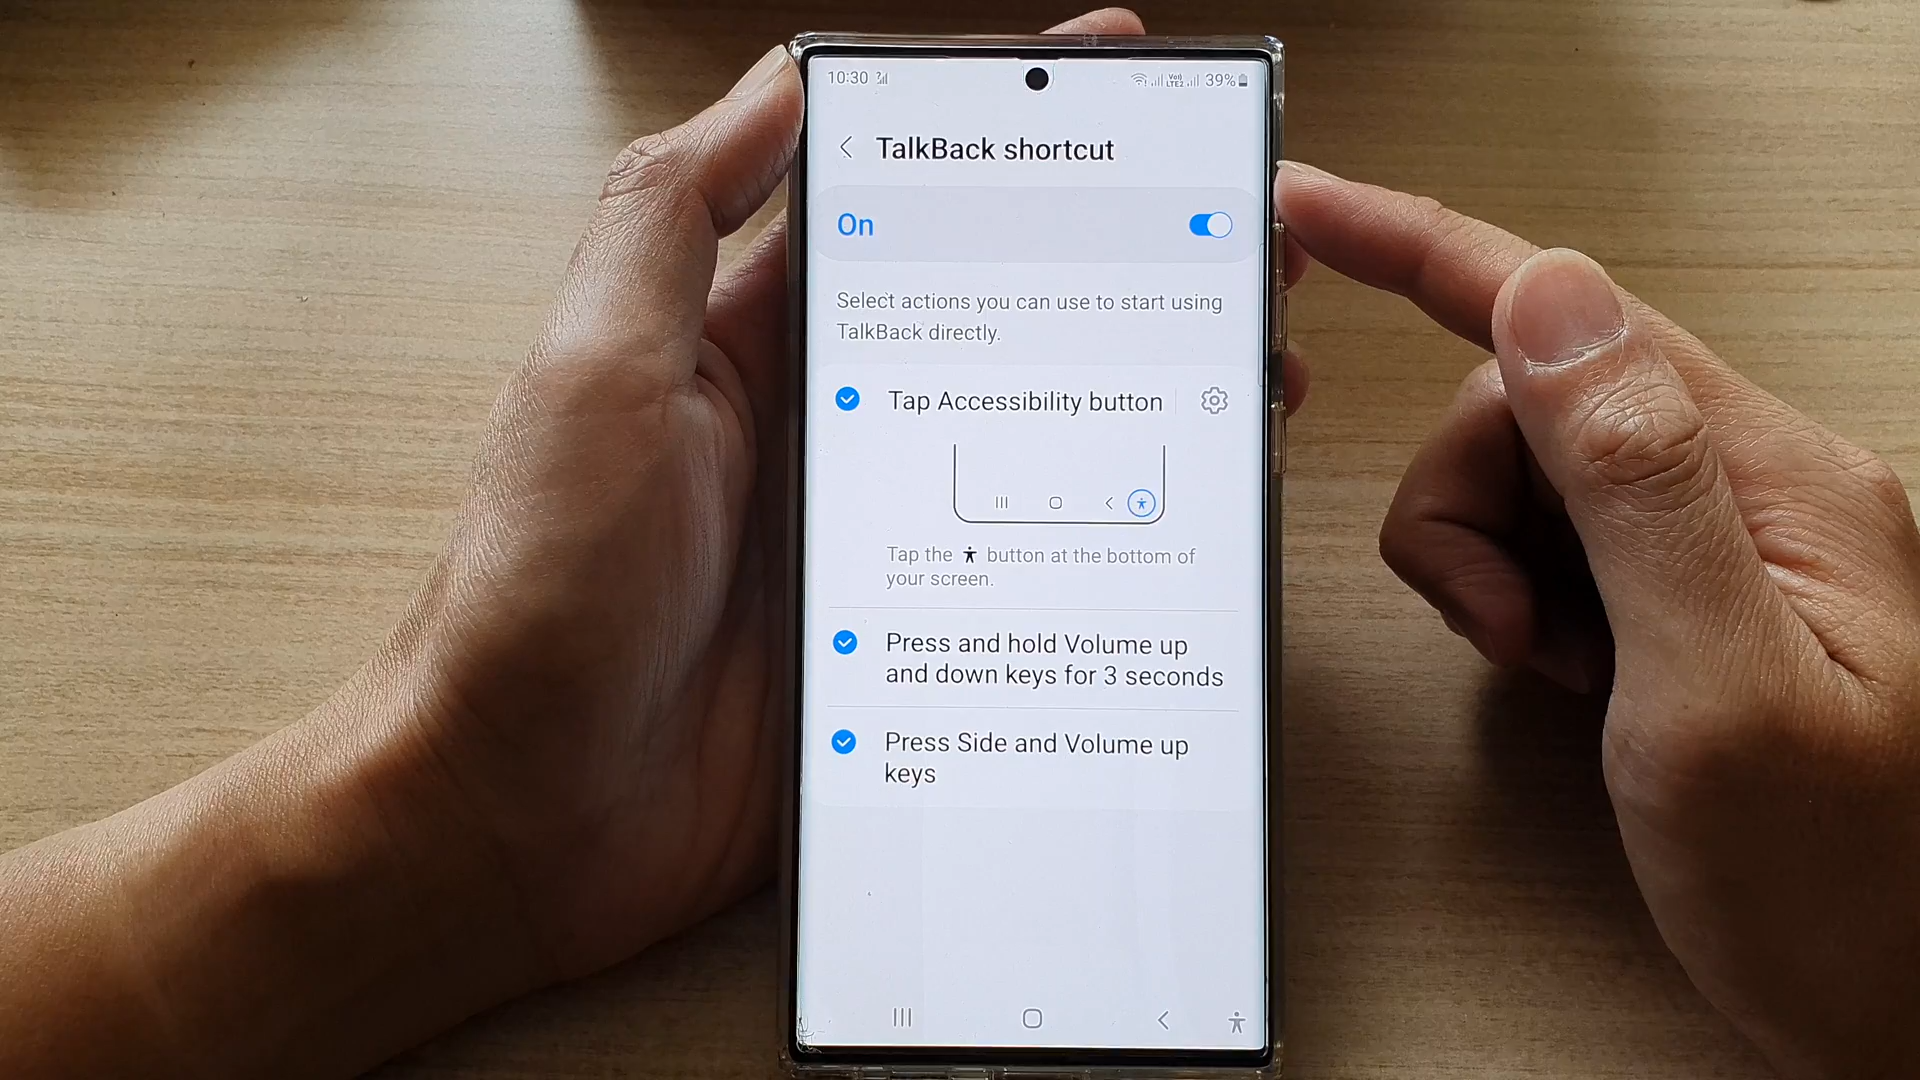 10:30
39%
TalkBack shortcut
On
Select actions you can use to start using
TalkBack directly.
Tap Accessibility button
Tap the button at the bottom of
your screen.
Press and hold Volume up
and down keys for 3 seconds
Press Side and Volume up
keys